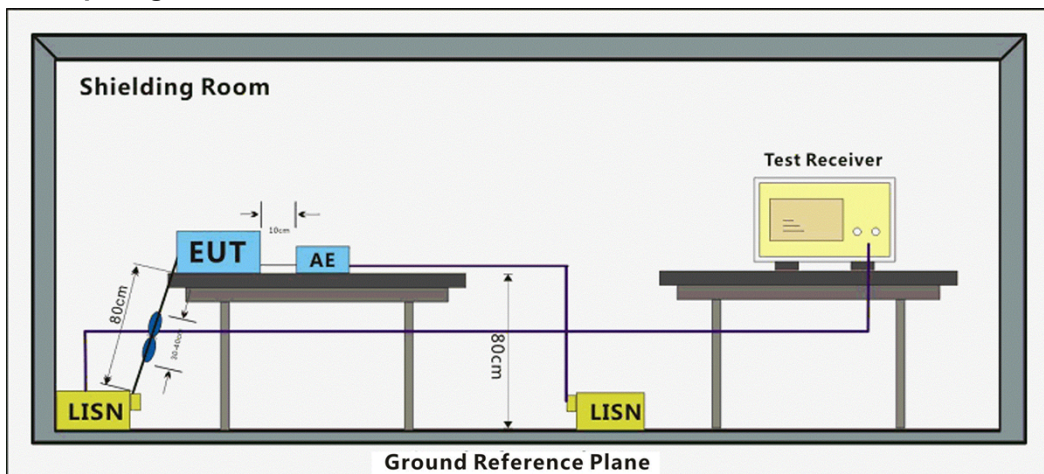 Shielding Room
Test Receiver
10cm
EUT
AE
80cm
30-40cm
80cm
LISN
LISN
Ground Reference Plane